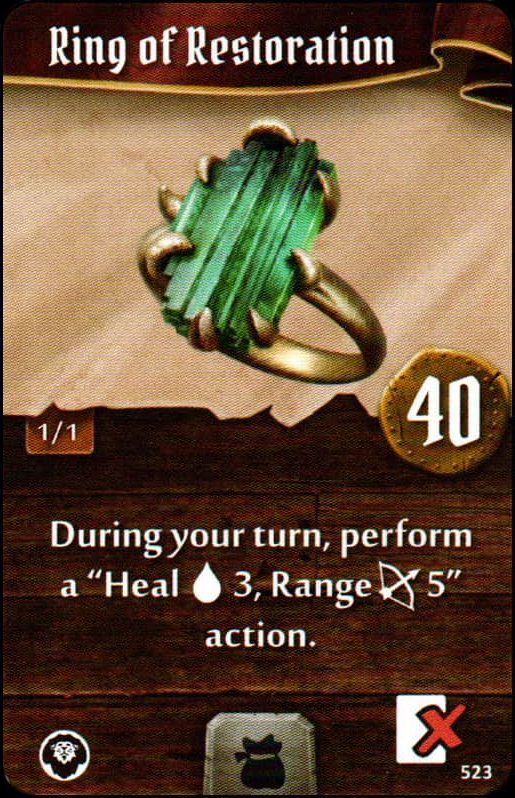 Ring of Restoration
40
1/1
During your turn, perform
a “Heal 3, Range 5”
action.
523